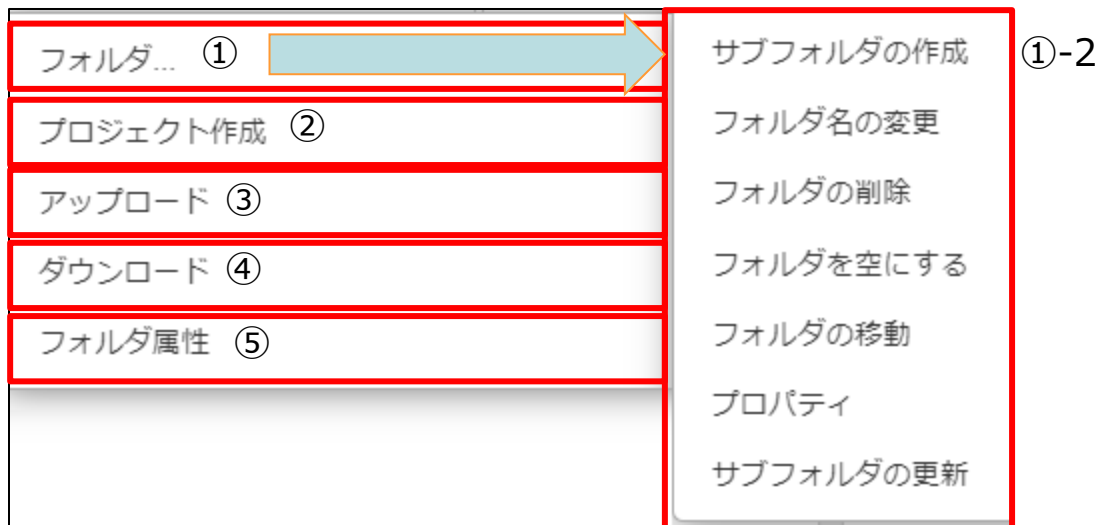 フォルダ... ①
プロジェクト作成 ②
アップロード ③
ダウンロード ④
フォルダ属性 ⑤
サブフォルダの作成
フォルダ名の変更
フォルダの削除
フォルダを空にする
フォルダの移動
プロパティ
サブフォルダの更新
①-2